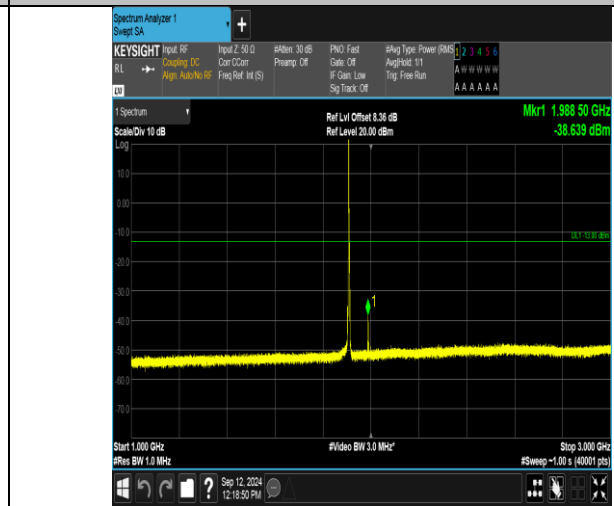 Spectrum Analyzer 1
Swept SA
+
KEYSIGHT Input: RF Input Z: 50 Ω #Atten: 30 dB PNO: Fast #Avg Type: Power (RMS 1 2 3 4 5 6
RL Coupling: DC Corr CCorr Preamp: Off Gate: Off Avg|Hold: 1/1 A W W W W W
Align: Auto/No RF Freq Ref: Int (S) IF Gain: Low Trig: Free Run
Sig Track: Off A A A A A A
1 Spectrum Ref Lvl Offset 8.36 dB Mkr1 1.988 50 GHz
Scale/Div 10 dB Ref Level 20.00 dBm -38.639 dBm
Log
10.0
0.00
-10.0
DL1 -13.00 dBm
-20.0
-30.0
1
-40.0
-50.0
-60.0
-70.0
Start 1.000 GHz #Video BW 3.0 MHz* Stop 3.000 GHz
#Res BW 1.0 MHz #Sweep ~1.00 s (40001 pts)
? Sep 12, 2024
12:18:50 PM